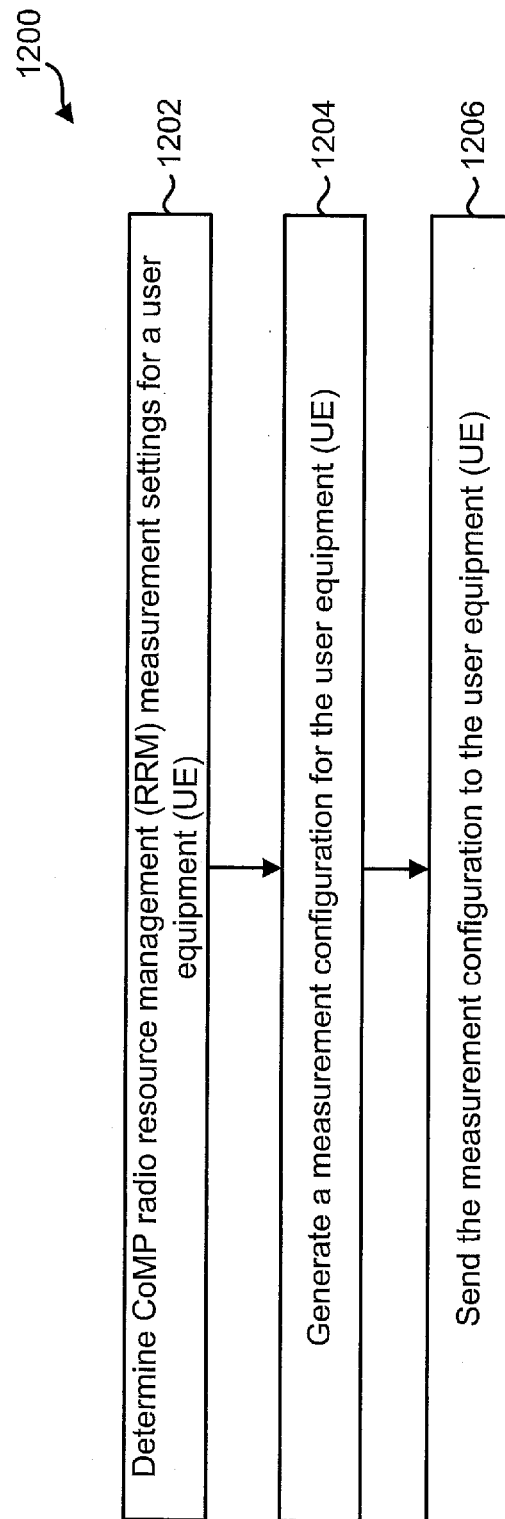 1200
Determine CoMP radio resource management (RRM) measurement settings for a user
equipment (UE)
1202
Generate a measurement configuration for the user equipment (UE)
1204
Send the measurement configuration to the user equipment (UE)
1206